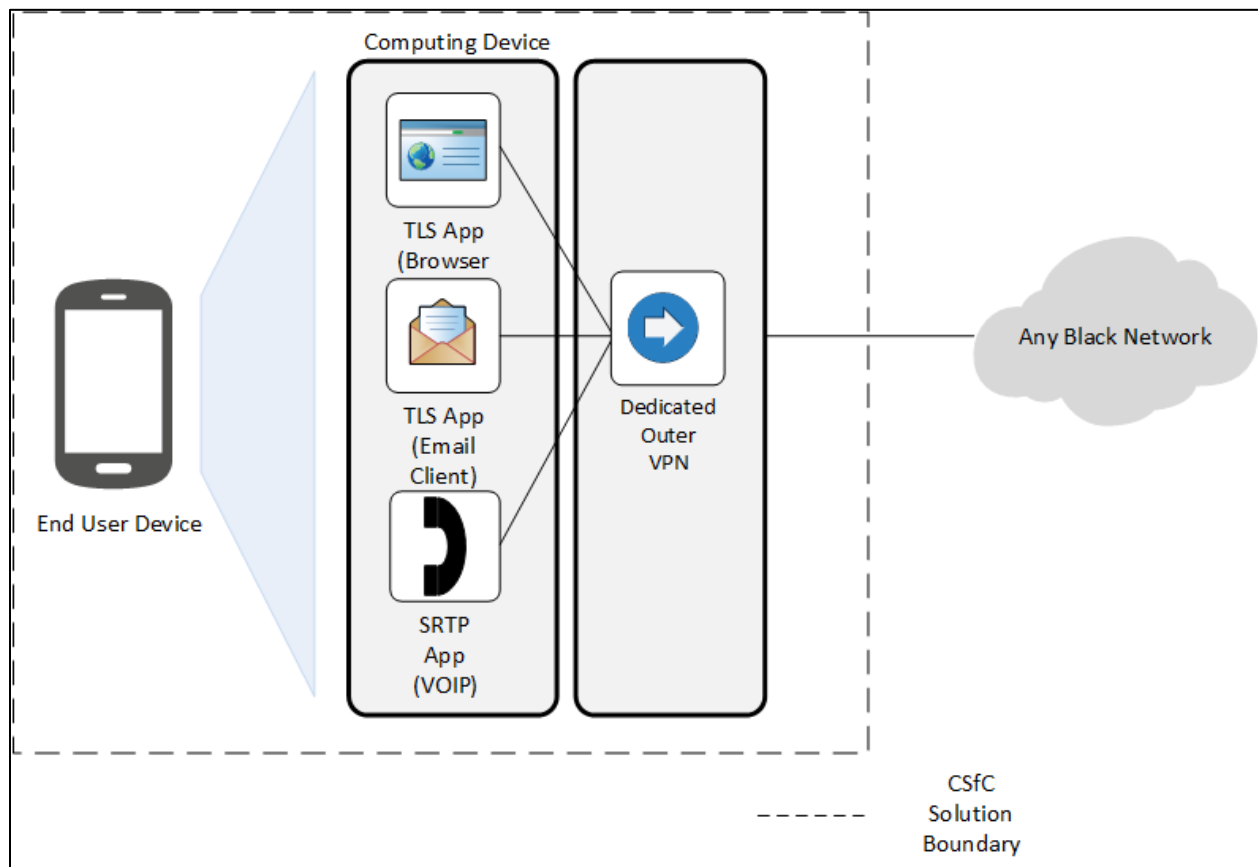 Computing Device
TLS App
(Browser
TLS App
(Email
Client)
SRTP
App
(VOIP)
End User Device
Dedicated
Outer
VPN
Any Black Network
CSfC
Solution
Boundary